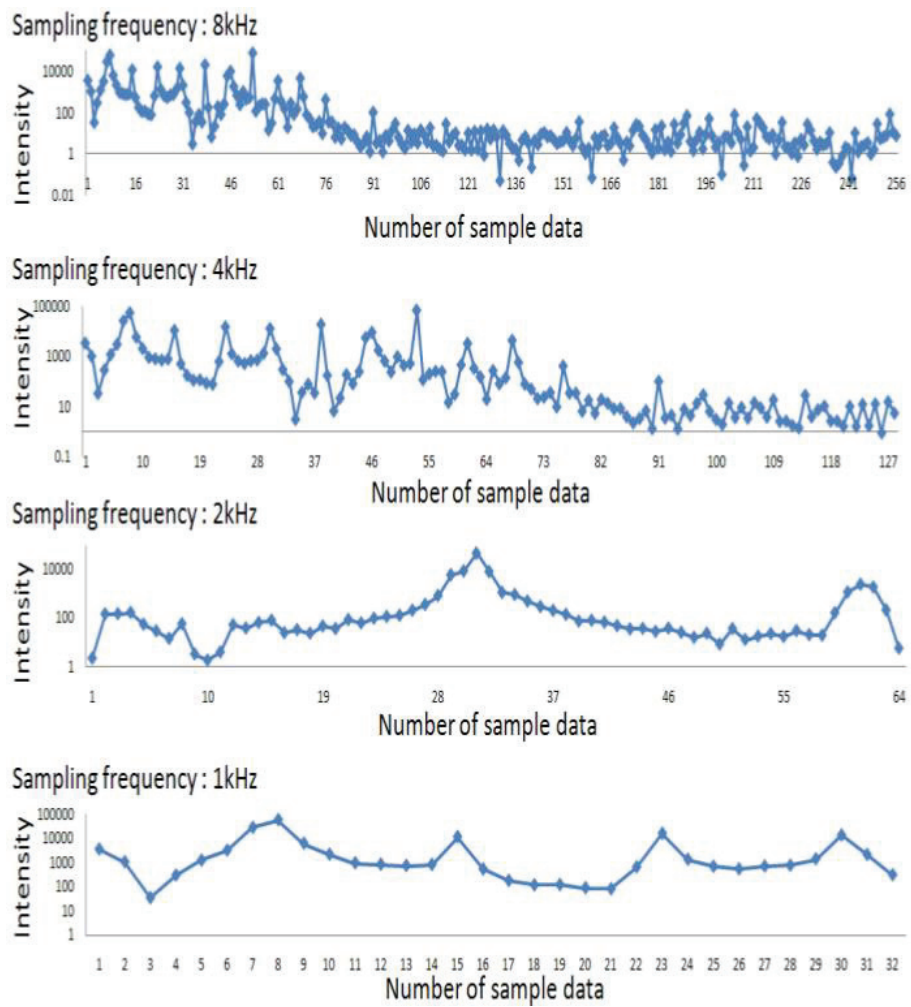 Sampling frequency : 8kHz
Intensity
10000
100
1
0.01
1 16 31 46 61 76 91 106 121 136 151 166 181 196 211 226 241 256
Number of sample data
Sampling frequency : 4kHz
Intensity
100000
1000
10
0.1
1 10 19 28 37 46 55 64 73 82 91 100 109 118 127
Number of sample data
Sampling frequency : 2kHz
Intensity
10000
100
1
1 10 19 28 37 46 55 64
Number of sample data
Sampling frequency : 1kHz
Intensity
100000
10000
1000
100
10
1
1 2 3 4 5 6 7 8 9 10 11 12 13 14 15 16 17 18 19 20 21 22 23 24 25 26 27 28 29 30 31 32
Number of sample data